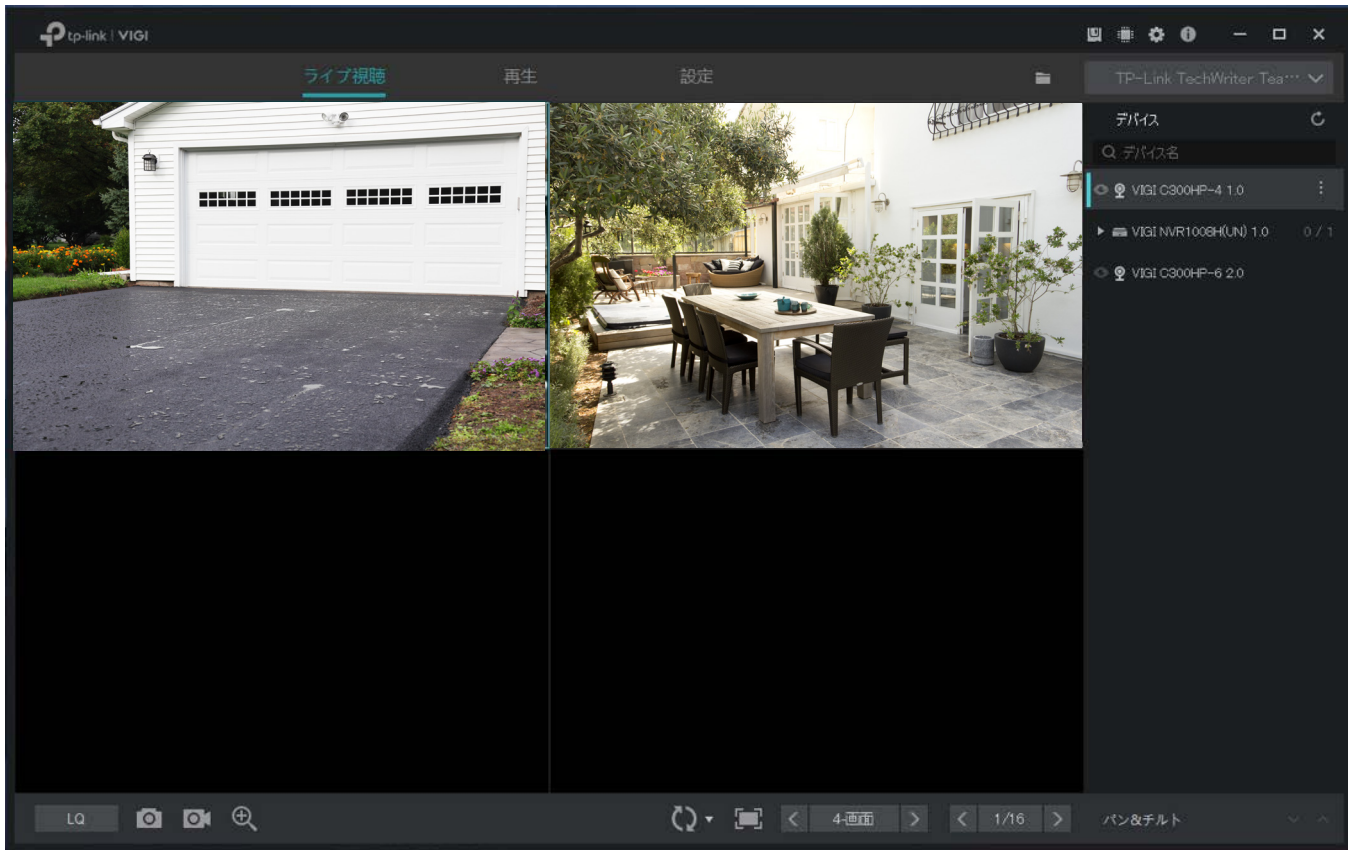 tp-link | VIGI
ライブ視聴 再生 設定 TP-Link TechWriter Tea…
デバイス
デバイス名
VIGI C300HP-4 1.0
VIGI NVR1008H(UN) 1.0 0 / 1
VIGI C300HP-6 2.0
LQ 4-画面 1/16 パン&チルト